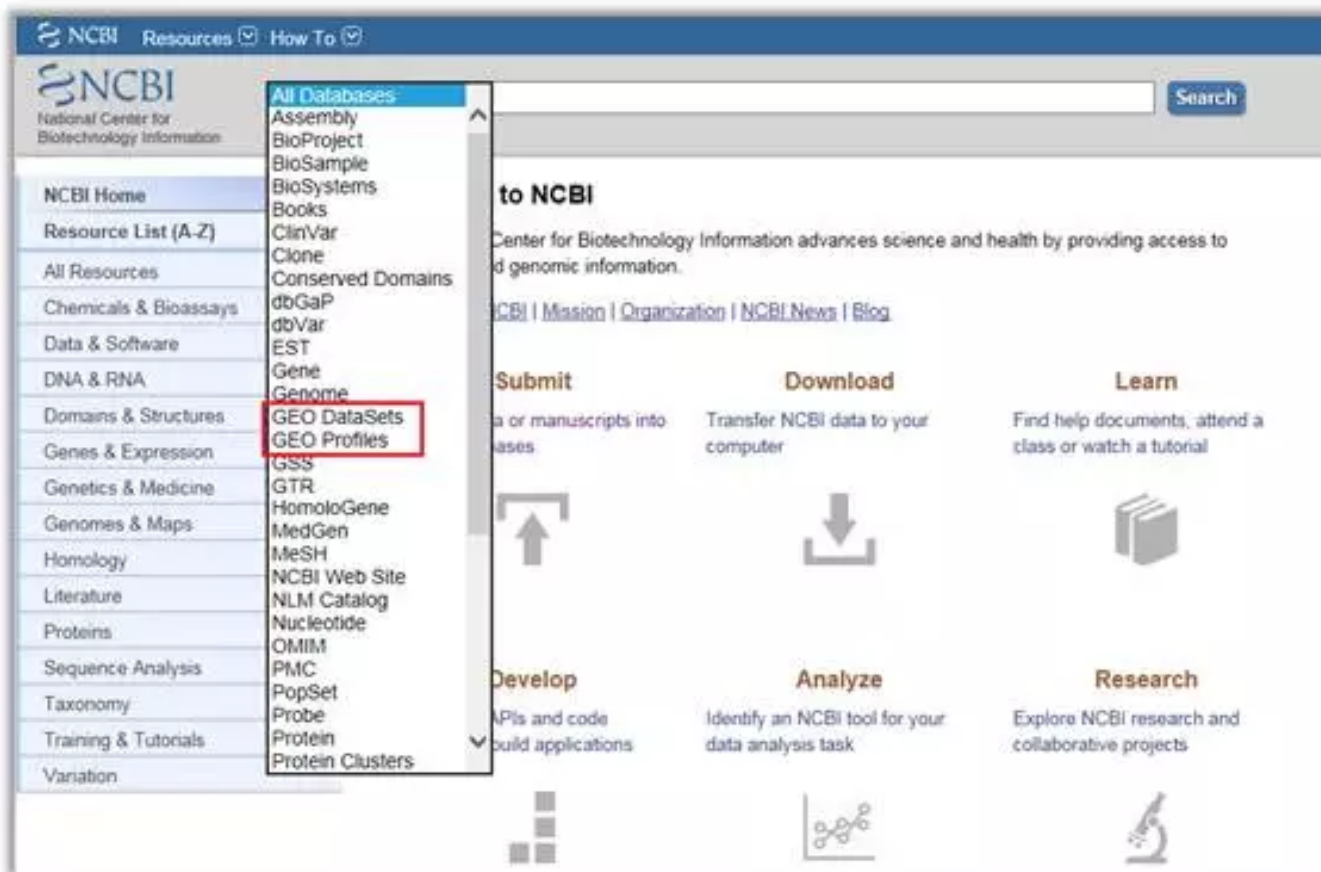 NCBI Resources How To
NCBI
National Center for
Biotechnology Information
All Databases
Assembly
BioProject
BioSample
BioSystems
Books
ClinVar
Clone
Conserved Domains
dbGaP
dbVar
EST
Gene
Genome
GEO DataSets
GEO Profiles
GSS
GTR
HomoloGene
MedGen
MeSH
NCBI Web Site
NLM Catalog
Nucleotide
OMIM
PMC
PopSet
Probe
Protein
Protein Clusters
Search
NCBI Home
Resource List (A-Z)
All Resources
Chemicals & Bioassays
Data & Software
DNA & RNA
Domains & Structures
Genes & Expression
Genetics & Medicine
Genomes & Maps
Homology
Literature
Proteins
Sequence Analysis
Taxonomy
Training & Tutorials
Variation
to NCBI
Center for Biotechnology Information advances science and health by providing access to
d genomic information.
CBI | Mission | Organization | NCBI News | Blog
Submit
a or manuscripts into
ases
Download
Transfer NCBI data to your
computer
Learn
Find help documents, attend a
class or watch a tutorial
Develop
APIs and code
build applications
Analyze
Identify an NCBI tool for your
data analysis task
Research
Explore NCBI research and
collaborative projects